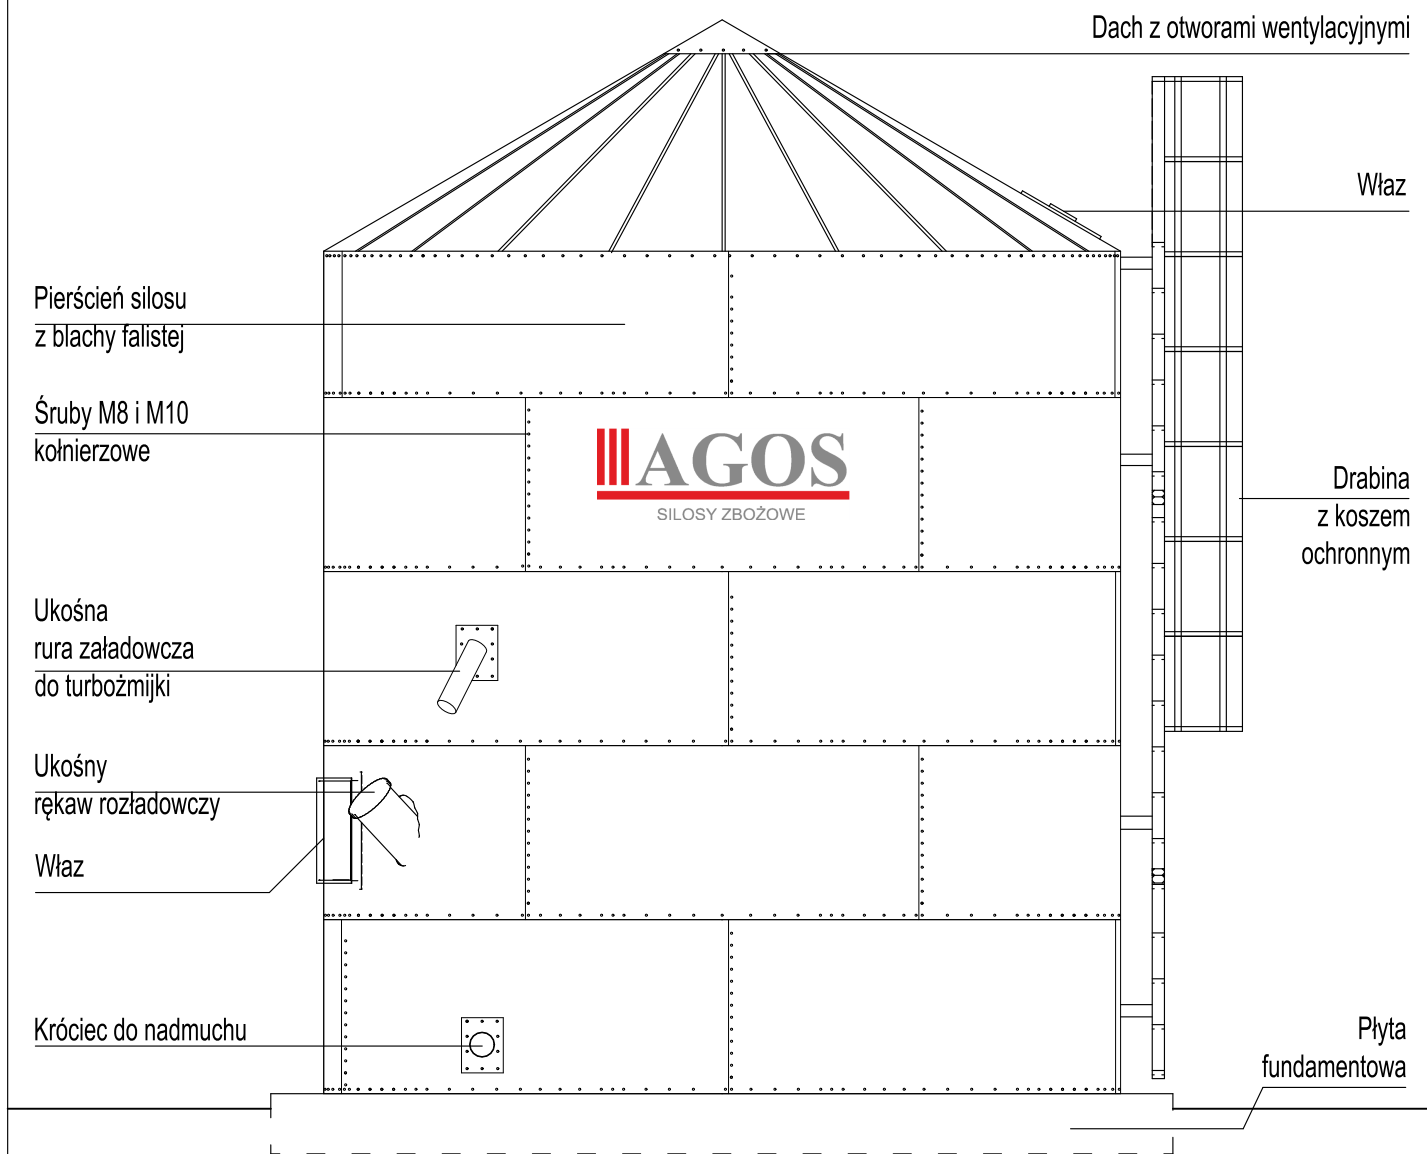 Dach z otworami wentylacyjnymi
Właz
Pierścień silosu
z blachy falistej
Śruby M8 i M10
kołnierzowe
AGOS
SILOSY ZBOŻOWE
Drabina
z koszem
ochronnym
Ukośna
rura załadowcza
do turbożmijki
Ukośny
rękaw rozładowczy
Właz
Króciec do nadmuchu
Płyta
fundamentowa